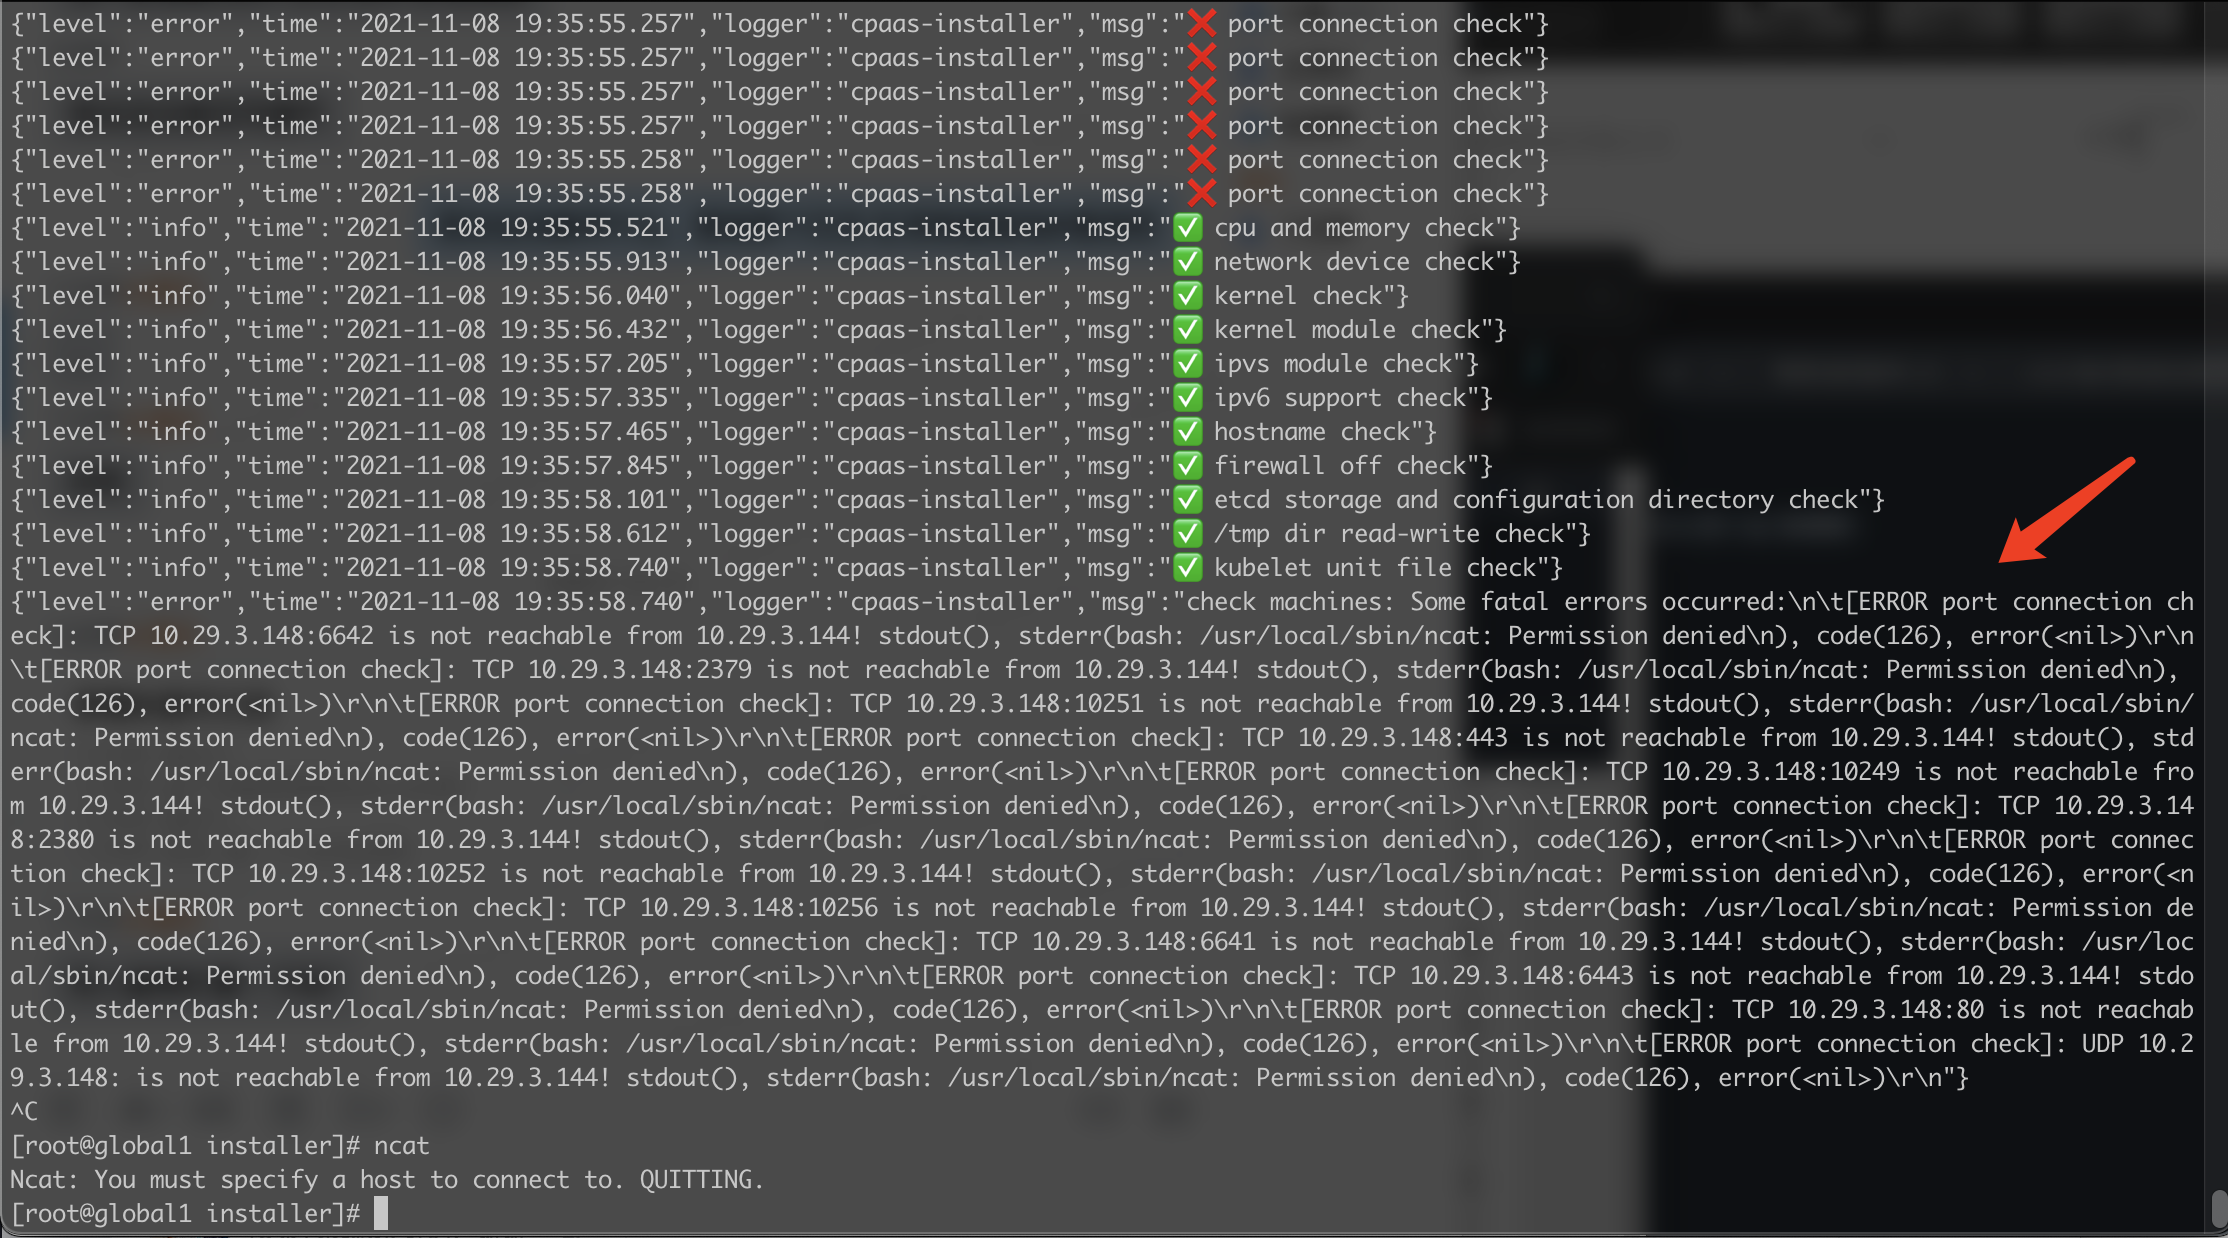 {"level":"error","time":"2021-11-08 19:35:55.257","logger":"cpaas-installer","msg":"❌ port connection check"}
{"level":"error","time":"2021-11-08 19:35:55.257","logger":"cpaas-installer","msg":"❌ port connection check"}
{"level":"error","time":"2021-11-08 19:35:55.257","logger":"cpaas-installer","msg":"❌ port connection check"}
{"level":"error","time":"2021-11-08 19:35:55.257","logger":"cpaas-installer","msg":"❌ port connection check"}
{"level":"error","time":"2021-11-08 19:35:55.258","logger":"cpaas-installer","msg":"❌ port connection check"}
{"level":"error","time":"2021-11-08 19:35:55.258","logger":"cpaas-installer","msg":"❌ port connection check"}
{"level":"info","time":"2021-11-08 19:35:55.521","logger":"cpaas-installer","msg":"✅ cpu and memory check"}
{"level":"info","time":"2021-11-08 19:35:55.913","logger":"cpaas-installer","msg":"✅ network device check"}
{"level":"info","time":"2021-11-08 19:35:56.040","logger":"cpaas-installer","msg":"✅ kernel check"}
{"level":"info","time":"2021-11-08 19:35:56.432","logger":"cpaas-installer","msg":"✅ kernel module check"}
{"level":"info","time":"2021-11-08 19:35:57.205","logger":"cpaas-installer","msg":"✅ ipvs module check"}
{"level":"info","time":"2021-11-08 19:35:57.335","logger":"cpaas-installer","msg":"✅ ipv6 support check"}
{"level":"info","time":"2021-11-08 19:35:57.465","logger":"cpaas-installer","msg":"✅ hostname check"}
{"level":"info","time":"2021-11-08 19:35:57.845","logger":"cpaas-installer","msg":"✅ firewall off check"}
{"level":"info","time":"2021-11-08 19:35:58.101","logger":"cpaas-installer","msg":"✅ etcd storage and configuration directory check"}
{"level":"info","time":"2021-11-08 19:35:58.612","logger":"cpaas-installer","msg":"✅ /tmp dir read-write check"}
{"level":"info","time":"2021-11-08 19:35:58.740","logger":"cpaas-installer","msg":"✅ kubelet unit file check"}
{"level":"error","time":"2021-11-08 19:35:58.740","logger":"cpaas-installer","msg":"check machines: Some fatal errors occurred:\n\t[ERROR port connection ch
eck]: TCP 10.29.3.148:6642 is not reachable from 10.29.3.144! stdout(), stderr(bash: /usr/local/sbin/ncat: Permission denied\n), code(126), error(<nil>)\r\n
\t[ERROR port connection check]: TCP 10.29.3.148:2379 is not reachable from 10.29.3.144! stdout(), stderr(bash: /usr/local/sbin/ncat: Permission denied\n),
code(126), error(<nil>)\r\n\t[ERROR port connection check]: TCP 10.29.3.148:10251 is not reachable from 10.29.3.144! stdout(), stderr(bash: /usr/local/sbin/
ncat: Permission denied\n), code(126), error(<nil>)\r\n\t[ERROR port connection check]: TCP 10.29.3.148:443 is not reachable from 10.29.3.144! stdout(), std
err(bash: /usr/local/sbin/ncat: Permission denied\n), code(126), error(<nil>)\r\n\t[ERROR port connection check]: TCP 10.29.3.148:10249 is not reachable fro
m 10.29.3.144! stdout(), stderr(bash: /usr/local/sbin/ncat: Permission denied\n), code(126), error(<nil>)\r\n\t[ERROR port connection check]: TCP 10.29.3.14
8:2380 is not reachable from 10.29.3.144! stdout(), stderr(bash: /usr/local/sbin/ncat: Permission denied\n), code(126), error(<nil>)\r\n\t[ERROR port connec
tion check]: TCP 10.29.3.148:10252 is not reachable from 10.29.3.144! stdout(), stderr(bash: /usr/local/sbin/ncat: Permission denied\n), code(126), error(<n
il>)\r\n\t[ERROR port connection check]: TCP 10.29.3.148:10256 is not reachable from 10.29.3.144! stdout(), stderr(bash: /usr/local/sbin/ncat: Permission de
nied\n), code(126), error(<nil>)\r\n\t[ERROR port connection check]: TCP 10.29.3.148:6641 is not reachable from 10.29.3.144! stdout(), stderr(bash: /usr/loc
al/sbin/ncat: Permission denied\n), code(126), error(<nil>)\r\n\t[ERROR port connection check]: TCP 10.29.3.148:6443 is not reachable from 10.29.3.144! stdo
ut(), stderr(bash: /usr/local/sbin/ncat: Permission denied\n), code(126), error(<nil>)\r\n\t[ERROR port connection check]: TCP 10.29.3.148:80 is not reachab
le from 10.29.3.144! stdout(), stderr(bash: /usr/local/sbin/ncat: Permission denied\n), code(126), error(<nil>)\r\n\t[ERROR port connection check]: UDP 10.2
9.3.148: is not reachable from 10.29.3.144! stdout(), stderr(bash: /usr/local/sbin/ncat: Permission denied\n), code(126), error(<nil>)\r\n"}
^C
[root@global1 installer]# ncat
Ncat: You must specify a host to connect to. QUITTING.
[root@global1 installer]#